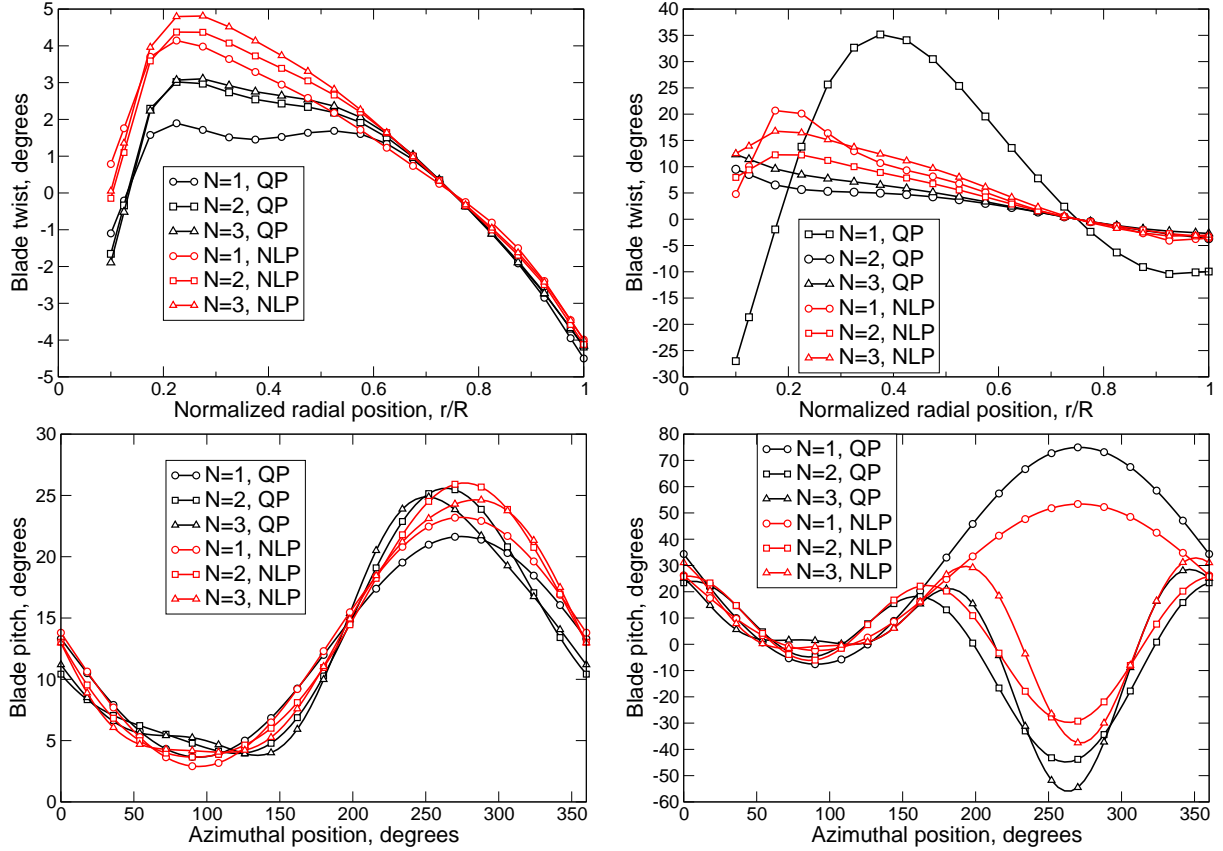 5
4
3
2
1
0
-1
-2
-3
-4
-5
Blade twist, degrees
N=1, QP
N=2, QP
N=3, QP
N=1, NLP
N=2, NLP
N=3, NLP
0 0.2 0.4 0.6 0.8 1
Normalized radial position, r/R
40
35
30
25
20
15
10
5
0
-5
-10
-15
-20
-25
-30
Blade twist, degrees
N=1, QP
N=2, QP
N=3, QP
N=1, NLP
N=2, NLP
N=3, NLP
0 0.2 0.4 0.6 0.8 1
Normalized radial position, r/R
30
25
20
15
10
5
0
Blade pitch, degrees
N=1, QP
N=2, QP
N=3, QP
N=1, NLP
N=2, NLP
N=3, NLP
0 50 100 150 200 250 300 350
Azimuthal position, degrees
80
70
60
50
40
30
20
10
0
-10
-20
-30
-40
-50
-60
Blade pitch, degrees
N=1, QP
N=2, QP
N=3, QP
N=1, NLP
N=2, NLP
N=3, NLP
0 50 100 150 200 250 300 350
Azimuthal position, degrees